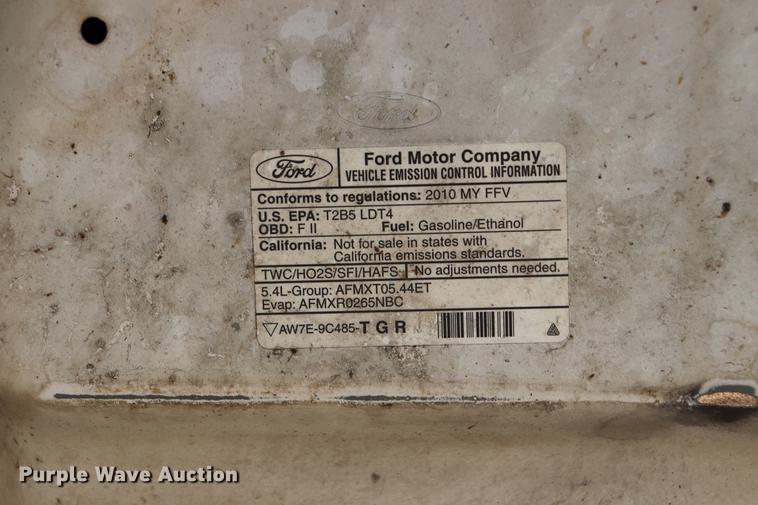 Ford
Ford
Ford Motor Company
VEHICLE EMISSION CONTROL INFORMATION
Conforms to regulations: 2010 MY FFV
U.S. EPA: T2B5 LDT4
OBD: F II Fuel: Gasoline/Ethanol
California: Not for sale in states with
California emissions standards.
TWC/HO2S/SFI/HAFS No adjustments needed.
5.4L-Group: AFMXT05.44ET
Evap: AFMXR0265NBC
AW7E-9C485-TGR
Purple Wave Auction